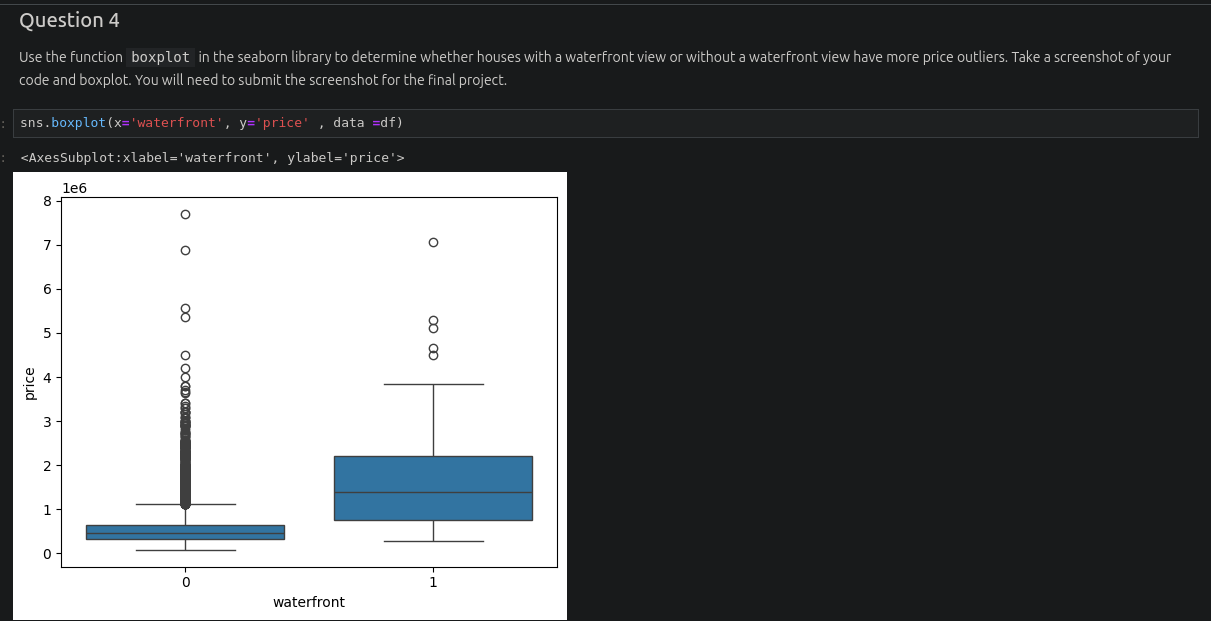 Question 4
Use the function boxplot in the seaborn library to determine whether houses with a waterfront view or without a waterfront view have more price outliers. Take a screenshot of your
code and boxplot. You will need to submit the screenshot for the final project.
: sns.boxplot(x='waterfront', y='price' , data =df)
: <AxesSubplot:xlabel='waterfront', ylabel='price'>
1e6
8
7
6
5
4
3
2
1
0
price
0 1
waterfront